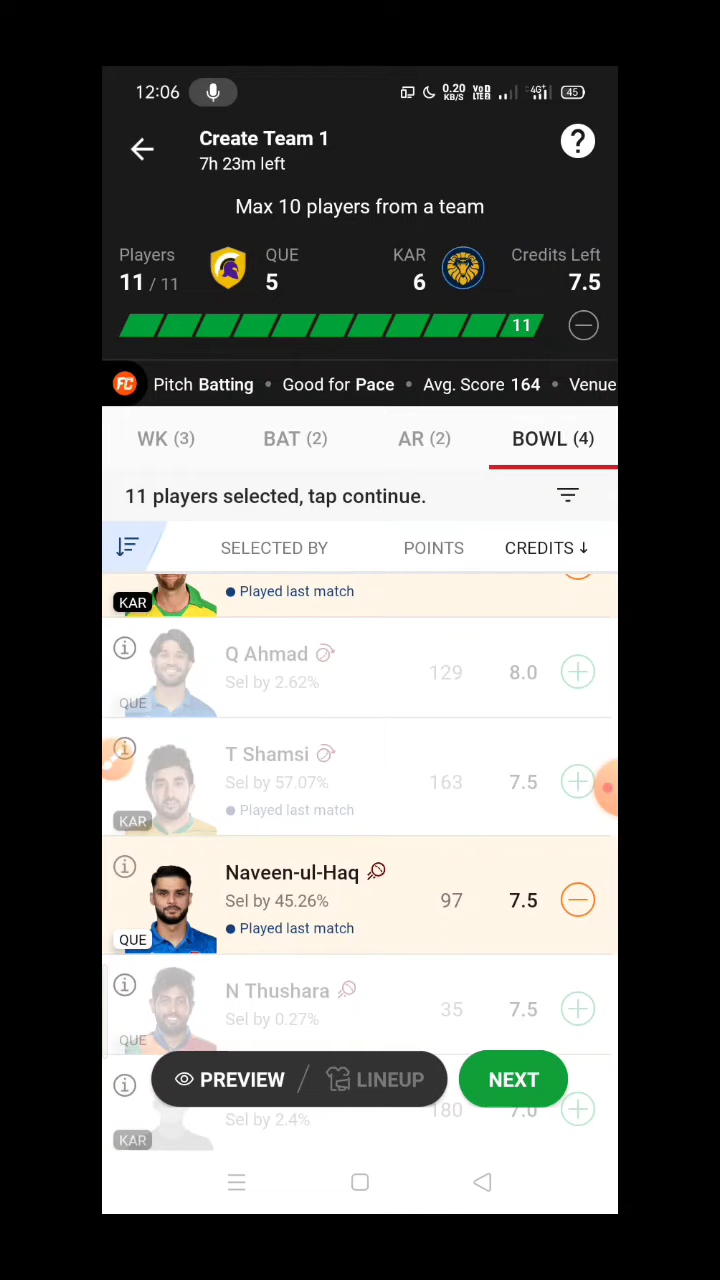 12:06 0.20 KB/S VoD LTE 4G+ 45
Create Team 1
7h 23m left
?
Max 10 players from a team
Players QUE KAR Credits Left
11 / 11 5 6 7.5
11
FC Pitch Batting • Good for Pace • Avg. Score 164 • Venue
WK (3) BAT (2) AR (2) BOWL (4)
11 players selected, tap continue.
SELECTED BY POINTS CREDITS ↓
KAR Played last match
Q Ahmad
Sel by 2.62% 129 8.0
QUE
T Shamsi
Sel by 57.07% 163 7.5
Played last match
KAR
Naveen-ul-Haq
Sel by 45.26% 97 7.5
Played last match
QUE
N Thushara
Sel by 0.27% 35 7.5
QUE
PREVIEW / LINEUP NEXT
Sel by 2.4% 180 7.0
KAR